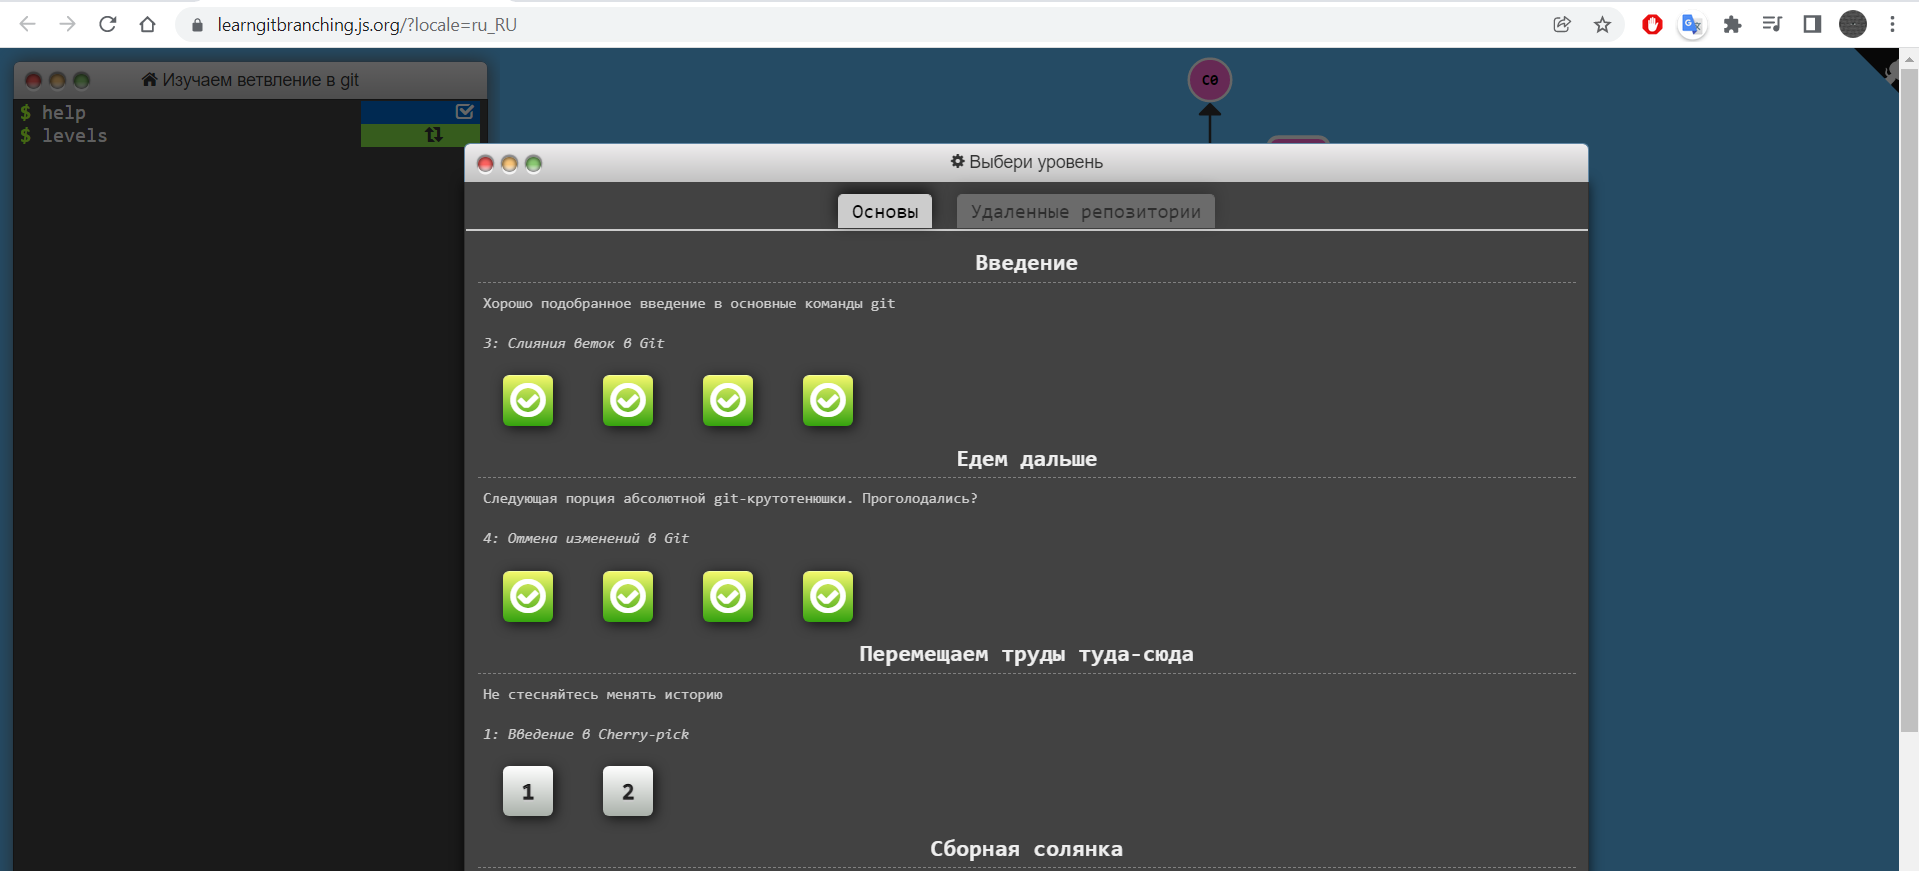 learngitbranching.js.org/?locale=ru_RU
Изучаем ветвление в git
$ help
$ levels
C0
Выбери уровень
Основы
Удаленные репозитории
Введение
Хорошо подобранное введение в основные команды git
3: Слияния веток в Git
Едем дальше
Следующая порция абсолютной git-крутотенюшки. Проголодались?
4: Отмена изменений в Git
Перемещаем труды туда-сюда
Не стесняйтесь менять историю
1: Введение в Cherry-pick
1 2
Сборная солянка